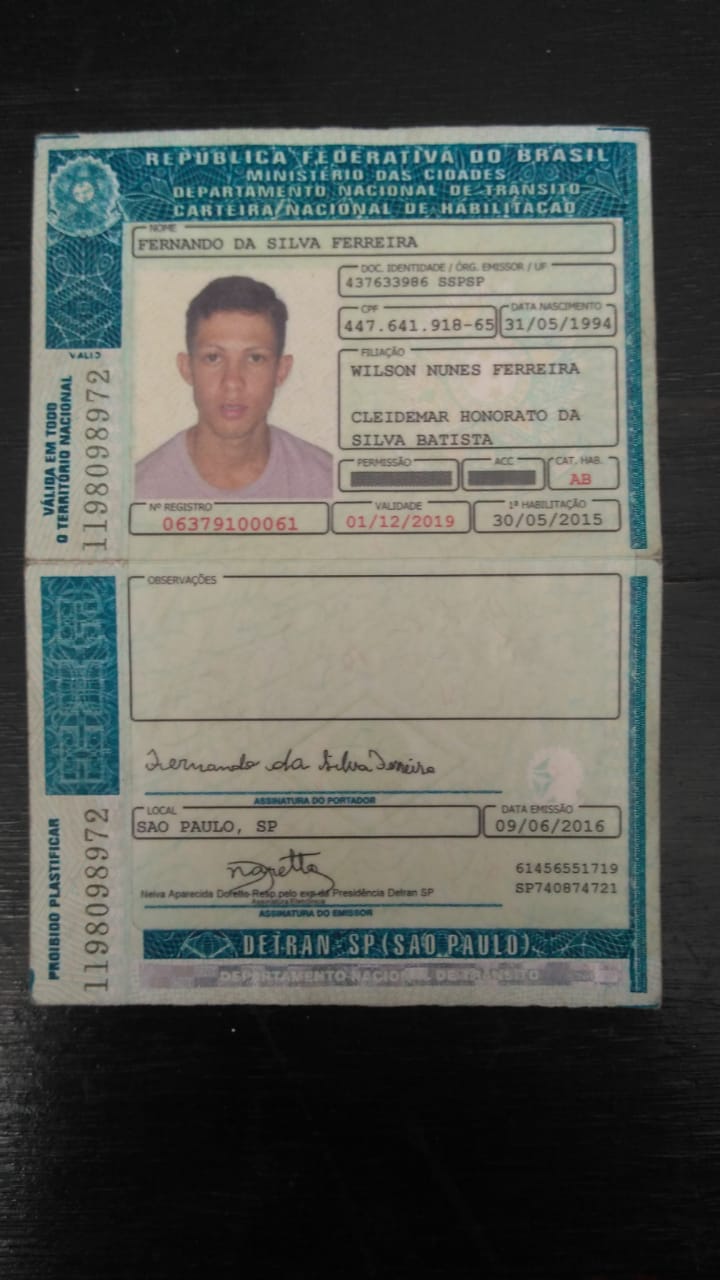 REPÚBLICA FEDERATIVA DO BRASIL
MINISTÉRIO DAS CIDADES
DEPARTAMENTO NACIONAL DE TRÂNSITO
CARTEIRA NACIONAL DE HABILITAÇÃO
NOME
FERNANDO DA SILVA FERREIRA
DOC. IDENTIDADE / ÓRG. EMISSOR / UF
437633986 SSPSP
CPF
447.641.918-65
DATA NASCIMENTO
31/05/1994
FILIAÇÃO
WILSON NUNES FERREIRA
CLEIDEMAR HONORATO DA
SILVA BATISTA
PERMISSÃO
ACC
CAT. HAB.
AB
Nº REGISTRO
06379100061
VALIDADE
01/12/2019
1ª HABILITAÇÃO
30/05/2015
VÁLIDA EM TODO
O TERRITÓRIO NACIONAL
1198098972
OBSERVAÇÕES
Fernando da Silva Ferreira
ASSINATURA DO PORTADOR
LOCAL
SAO PAULO, SP
DATA EMISSÃO
09/06/2016
Neiva Aparecida Doretto-Resp.pelo exp.da Presidência Detran SP
Assinatura Eletrônica
ASSINATURA DO EMISSOR
61456551719
SP740874721
PROIBIDO PLASTIFICAR
1198098972
DETRAN-SP(SAO PAULO)
DEPARTAMENTO NACIONAL DE TRÂNSITO